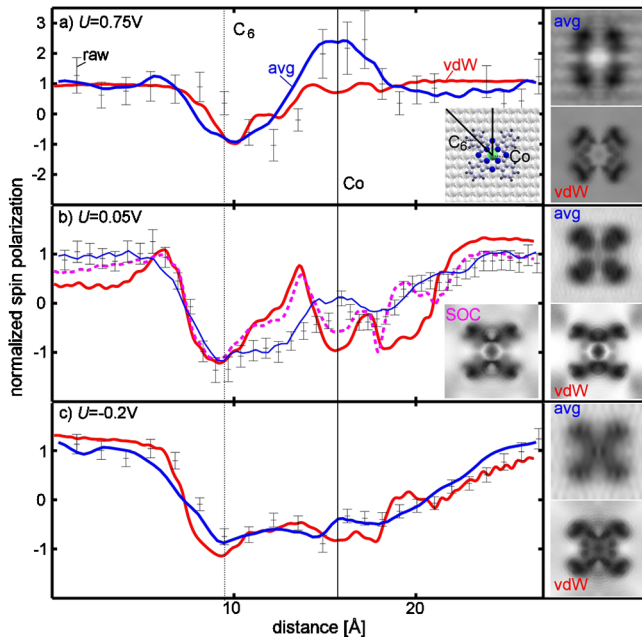 C₆
a) U=0.75V
raw
avg
vdW
3
2
1
0
-1
-2
C₆
Co
Co
avg
vdW
normalized spin polarization
b) U=0.05V
1
0
-1
SOC
avg
vdW
c) U=-0.2V
1
0
-1
avg
vdW
10
20
distance [Å]